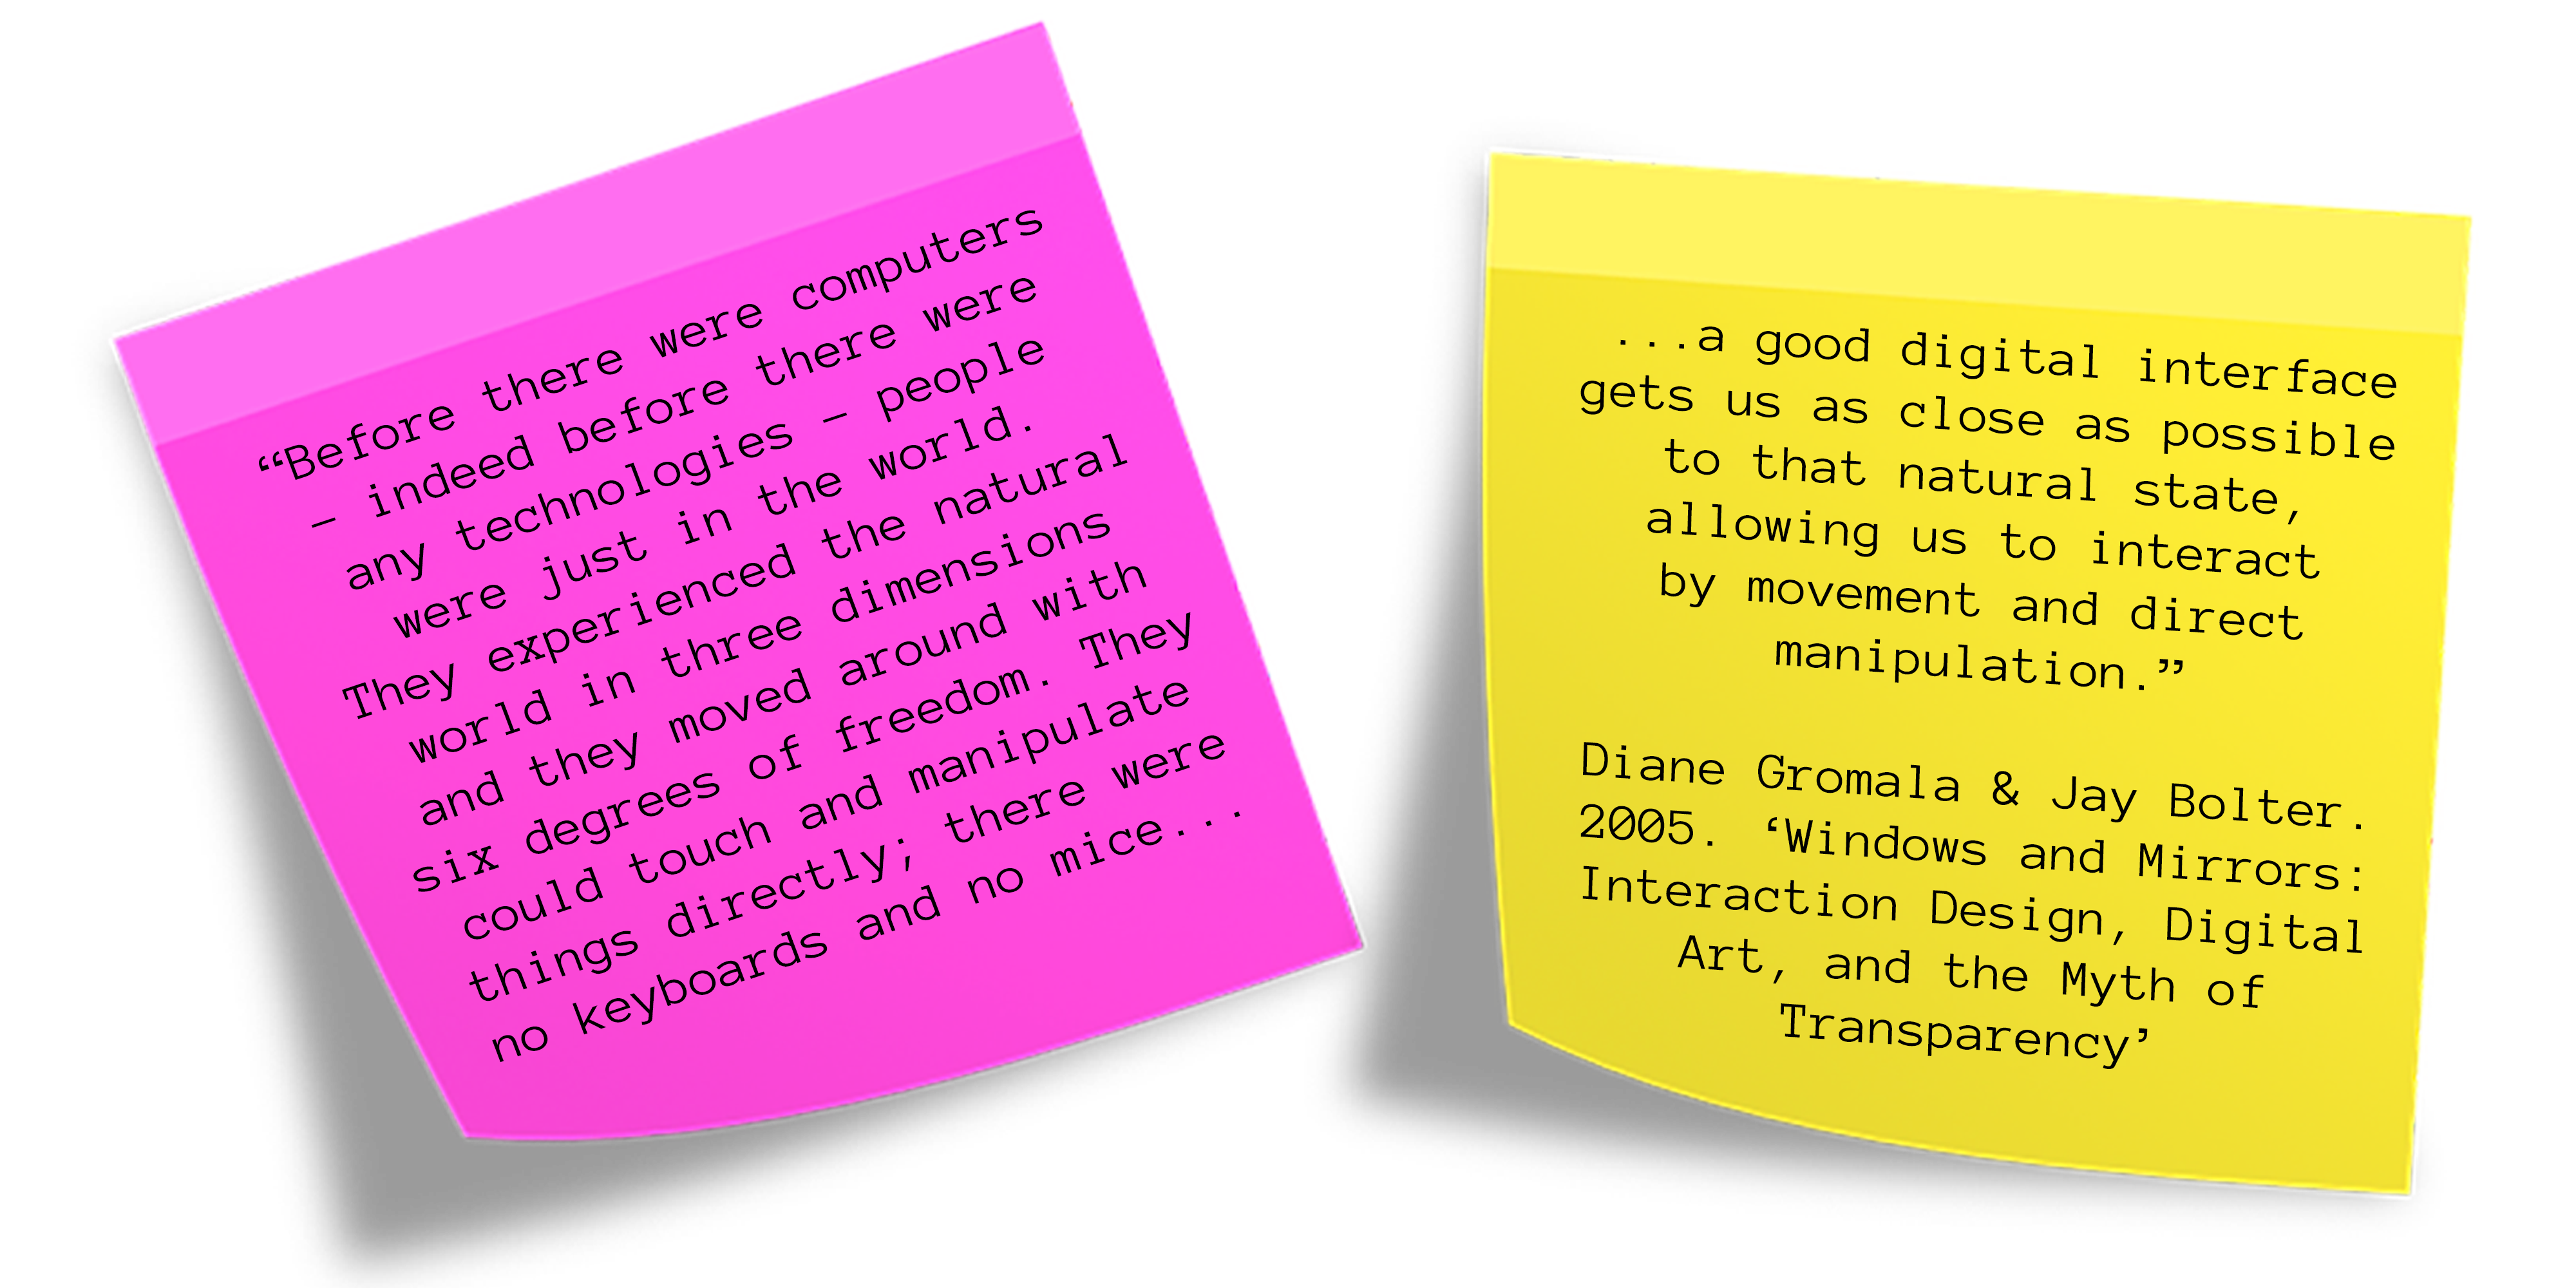 “Before there were computers
– indeed before there were
any technologies – people
were just in the world.
They experienced the natural
world in three dimensions
and they moved around with
six degrees of freedom. They
could touch and manipulate
things directly; there were
no keyboards and no mice...
...a good digital interface
gets us as close as possible
to that natural state,
allowing us to interact
by movement and direct
manipulation.”
Diane Gromala & Jay Bolter.
2005. ‘Windows and Mirrors:
Interaction Design, Digital
Art, and the Myth of
Transparency’